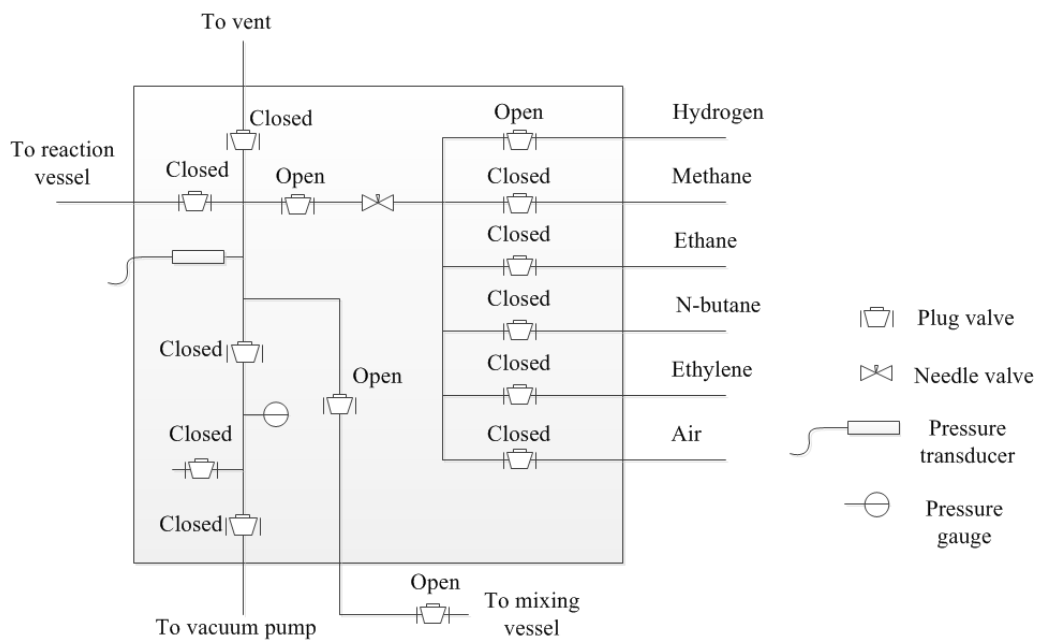 To vent
Closed
Open
Hydrogen
To reaction
vessel
Closed
Open
Closed
Methane
Closed
Ethane
Closed
N-butane
Closed
Plug valve
Closed
Ethylene
Open
Needle valve
Closed
Closed
Air
Pressure
transducer
Closed
Pressure
gauge
Open
To mixing
vessel
To vacuum pump